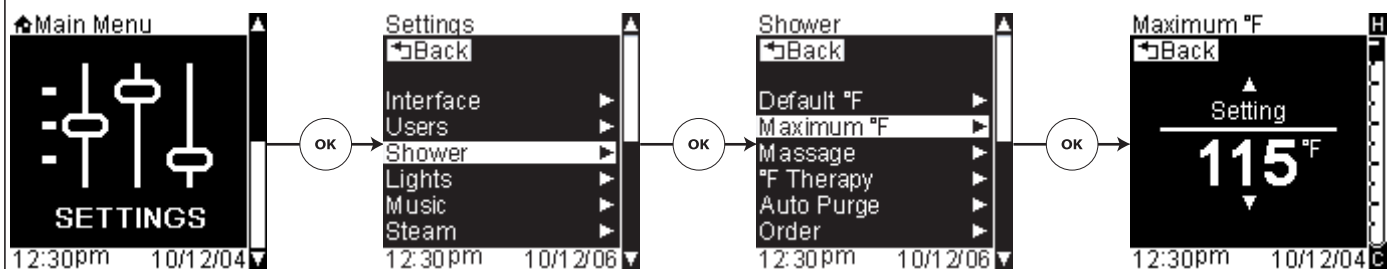 Main Menu
SETTINGS
12:30pm 10/12/04
OK
Settings
Back
Interface
Users
Shower
Lights
Music
Steam
12:30pm 10/12/06
OK
Shower
Back
Default °F
Maximum °F
Massage
°F Therapy
Auto Purge
Order
12:30pm 10/12/06
OK
Maximum °F
H
Back
Setting
115°F
12:30pm 10/12/04
C